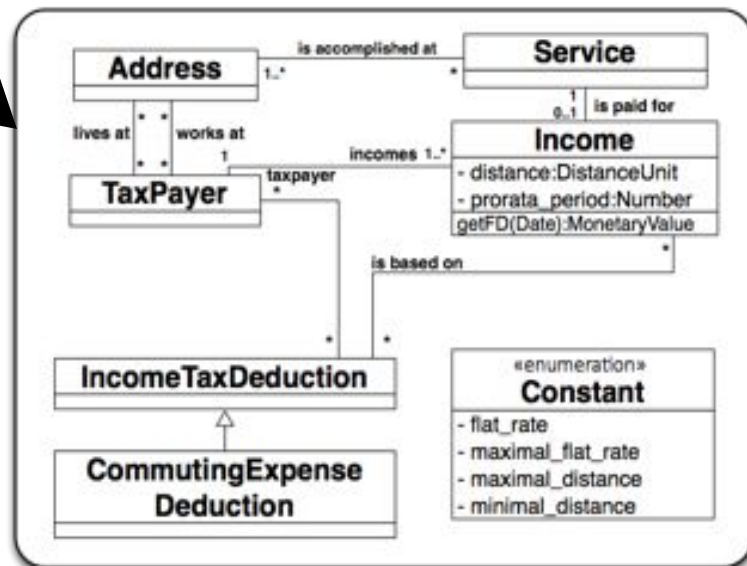 is accomplished at
Address
1..*
*
Service
lives at
* *
works at
* *
1
0..1
is paid for
1
incomes
1..*
Income
taxpayer
*
TaxPayer
- distance:DistanceUnit
- prorata_period:Number
getFD(Date):MonetaryValue
is based on
*
*
*
IncomeTaxDeduction
«enumeration»
Constant
- flat_rate
- maximal_flat_rate
- maximal_distance
- minimal_distance
CommutingExpense
Deduction